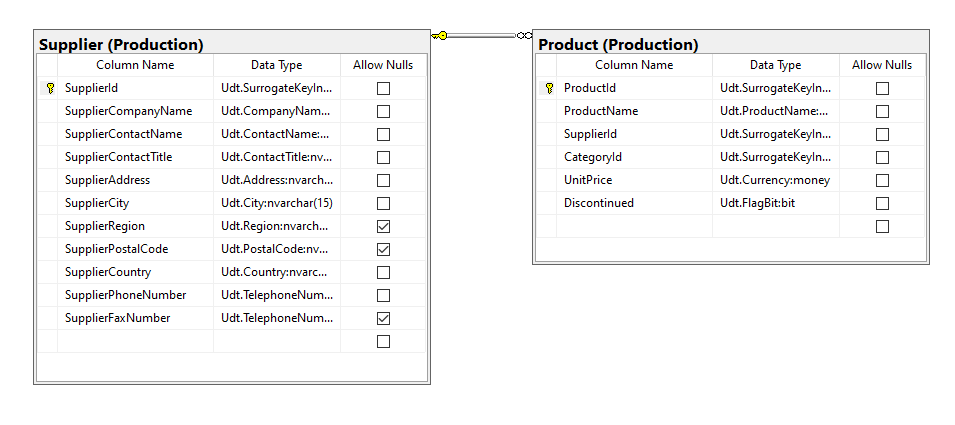 Supplier (Production)
Column Name Data Type Allow Nulls
SupplierId Udt.SurrogateKeyIn...
SupplierCompanyName Udt.CompanyNam...
SupplierContactName Udt.ContactName:...
SupplierContactTitle Udt.ContactTitle:nv...
SupplierAddress Udt.Address:nvarch...
SupplierCity Udt.City:nvarchar(15)
SupplierRegion Udt.Region:nvarch...
SupplierPostalCode Udt.PostalCode:nv...
SupplierCountry Udt.Country:nvarc...
SupplierPhoneNumber Udt.TelephoneNum...
SupplierFaxNumber Udt.TelephoneNum...
Product (Production)
Column Name Data Type Allow Nulls
ProductId Udt.SurrogateKeyIn...
ProductName Udt.ProductName:...
SupplierId Udt.SurrogateKeyIn...
CategoryId Udt.SurrogateKeyIn...
UnitPrice Udt.Currency:money
Discontinued Udt.FlagBit:bit